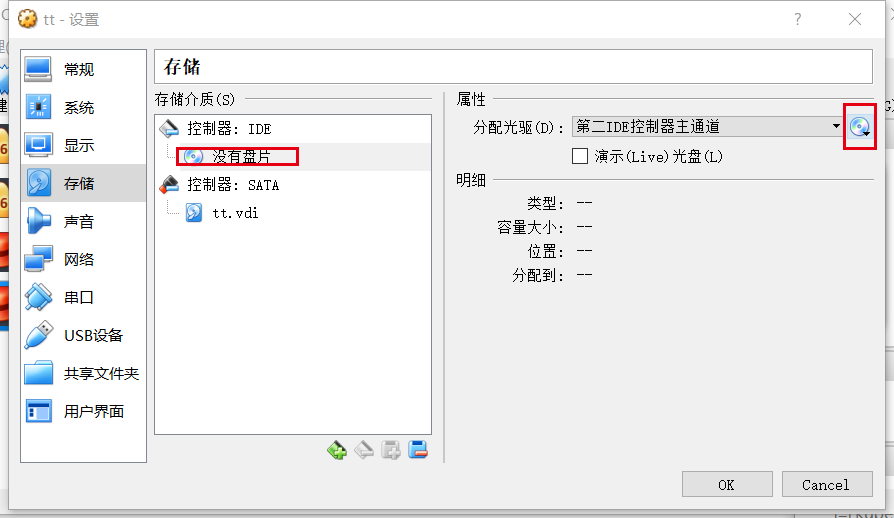 tt - 设置
?
常规
系统
显示
存储
声音
网络
串口
USB设备
共享文件夹
用户界面
存储
存储介质(S)
控制器: IDE
没有盘片
控制器: SATA
tt.vdi
属性
分配光驱(D): 第二IDE控制器主通道
演示(Live)光盘(L)
明细
类型: --
容量大小: --
位置: --
分配到: --
OK
Cancel